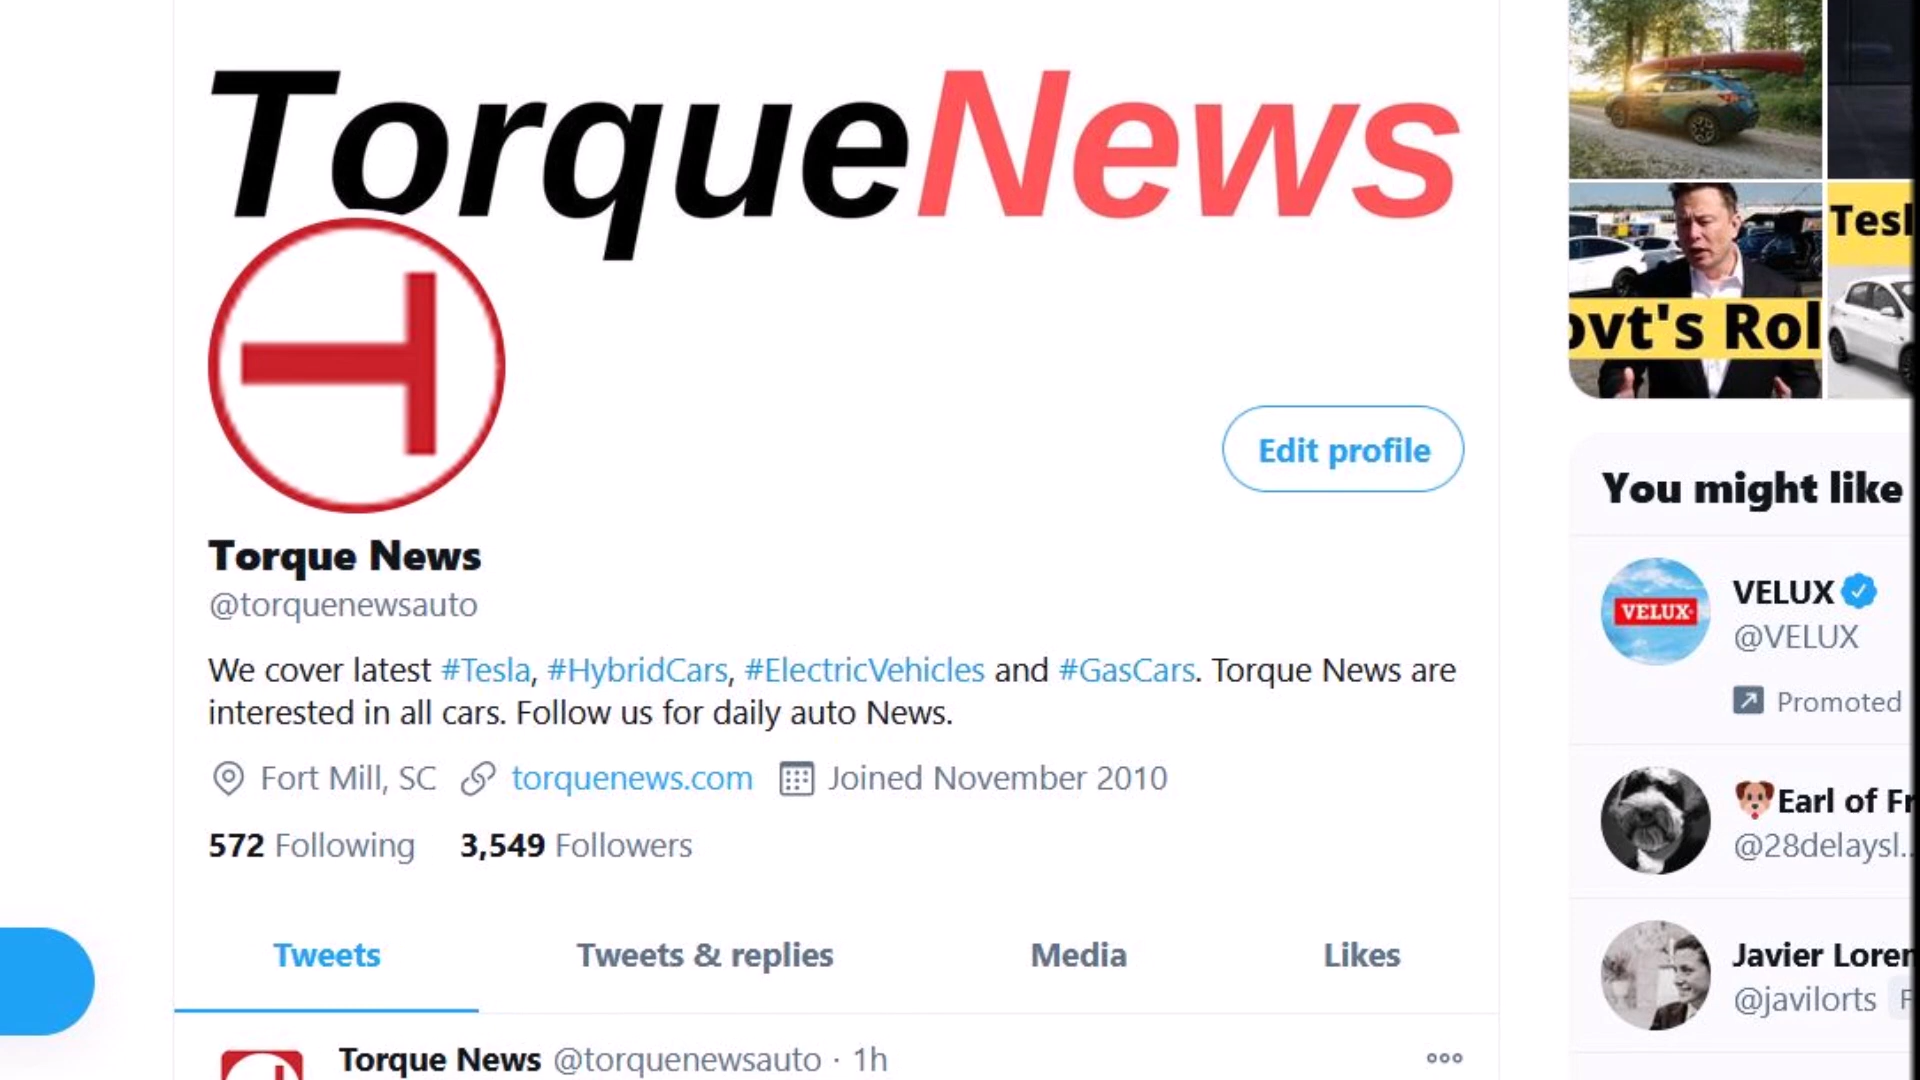 TorqueNews
T
Edit profile
Torque News
@torquenewsauto
We cover latest #Tesla, #HybridCars, #ElectricVehicles and #GasCars. Torque News are
interested in all cars. Follow us for daily auto News.
Fort Mill, SC torquenews.com Joined November 2010
572 Following 3,549 Followers
Tweets Tweets & replies Media Likes
Torque News @torquenewsauto · 1h
Tesl
ovt's Rol
You might like
VELUX
VELUX
@VELUX
Promoted
Earl of Fr
@28delaysl...
Javier Loren
@javilorts F